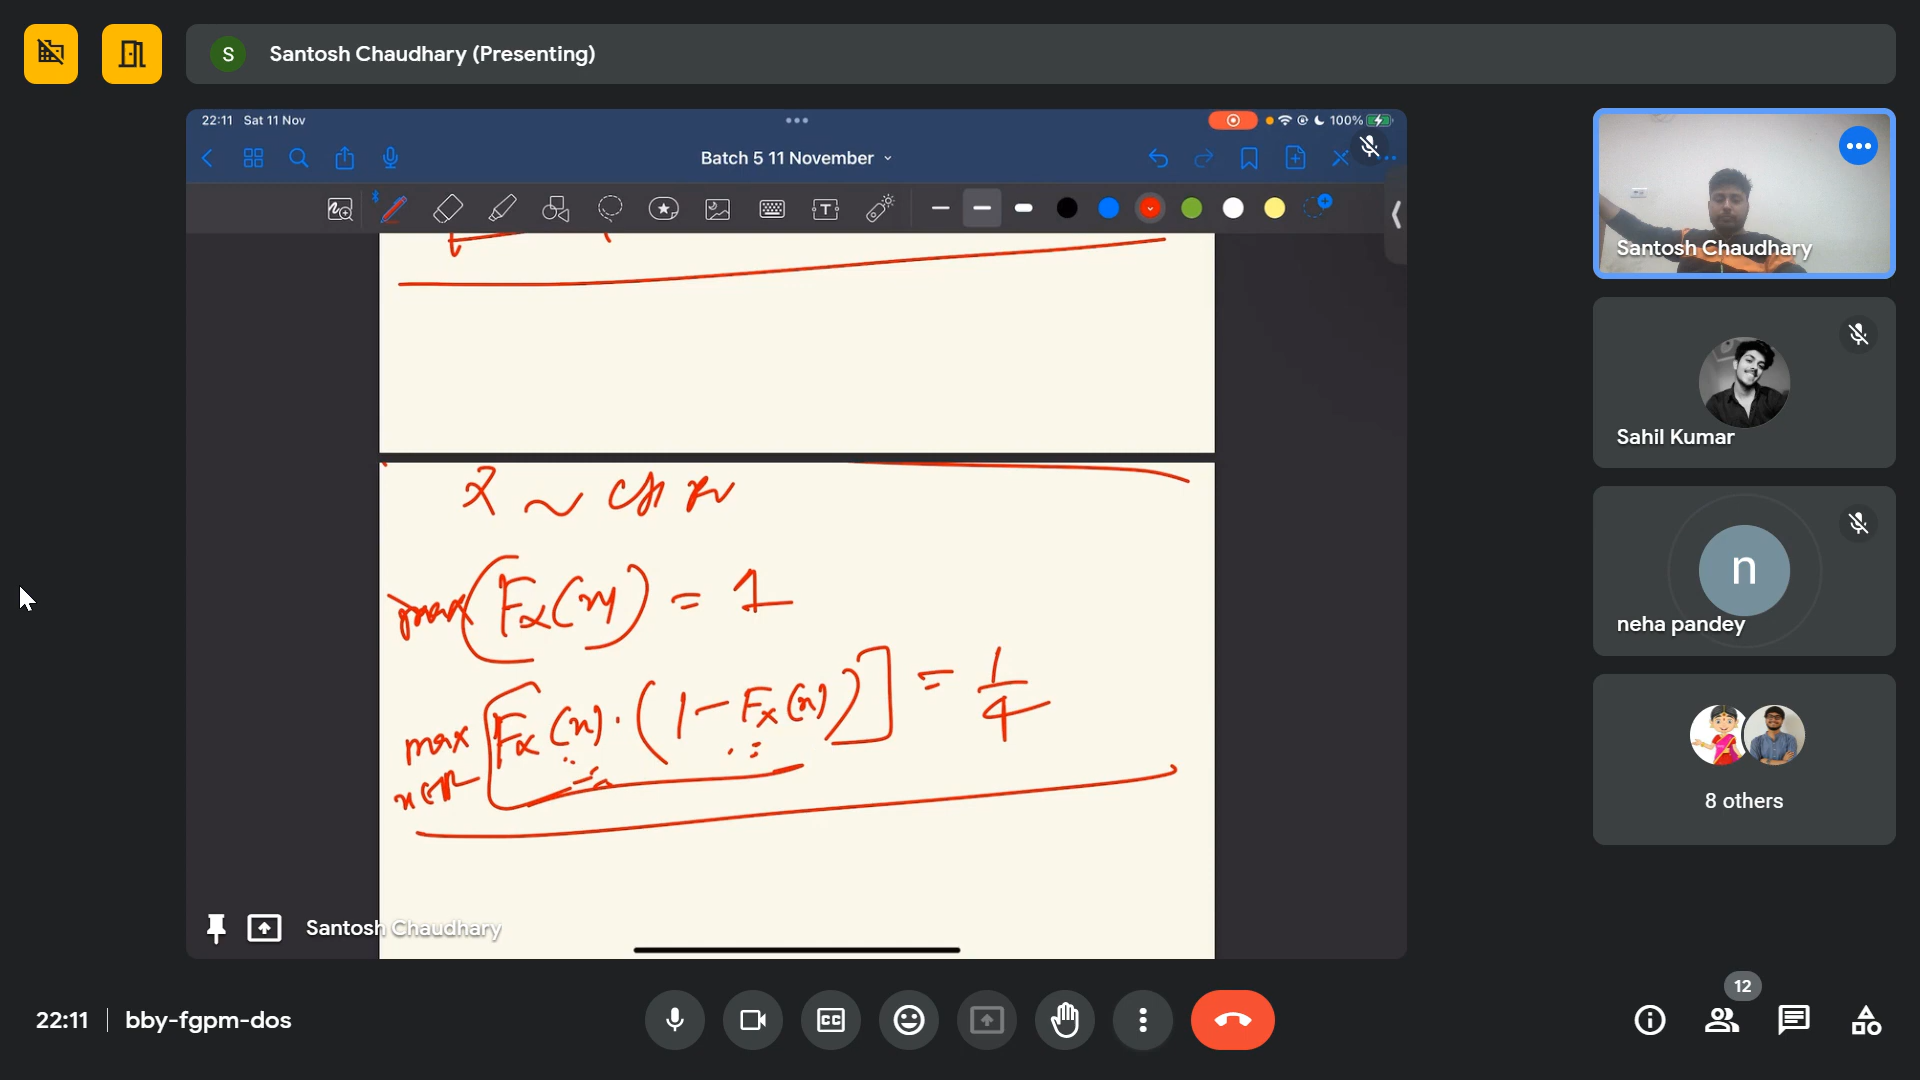 S Santosh Chaudhary (Presenting)
22:11 Sat 11 Nov
100%
Batch 5 11 November
T
X ~ cts rv
max (Fx(x)) = 1
max [Fx(x) · (1 - Fx(x))] = 1/4
x∈R
Santosh Chaudhary
Santosh Chaudhary
Sahil Kumar
n
neha pandey
8 others
22:11 | bby-fgpm-dos
CC
12